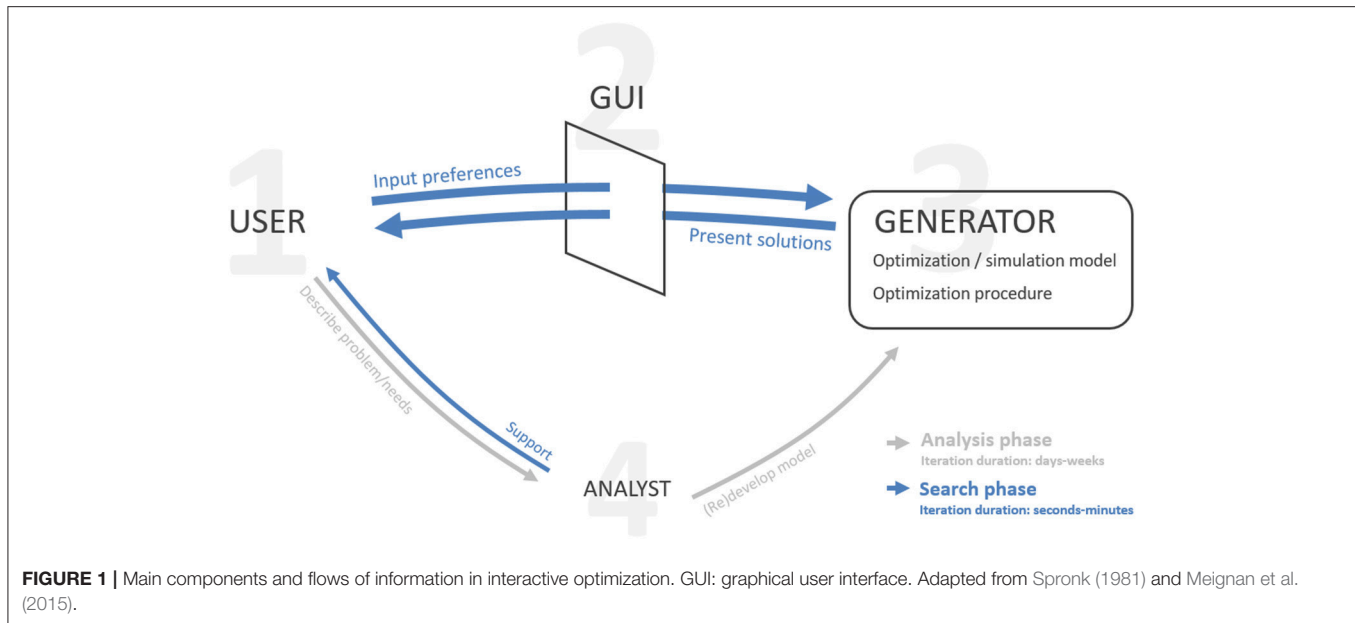 2
GUI
1
USER
Input preferences
Present solutions
3
GENERATOR
Optimization / simulation model
Optimization procedure
Describe problem/needs
Support
4
ANALYST
(Re)develop model
Analysis phase
Iteration duration: days-weeks
Search phase
Iteration duration: seconds-minutes
FIGURE 1 | Main components and flows of information in interactive optimization. GUI: graphical user interface. Adapted from Spronk (1981) and Meignan et al.
(2015).